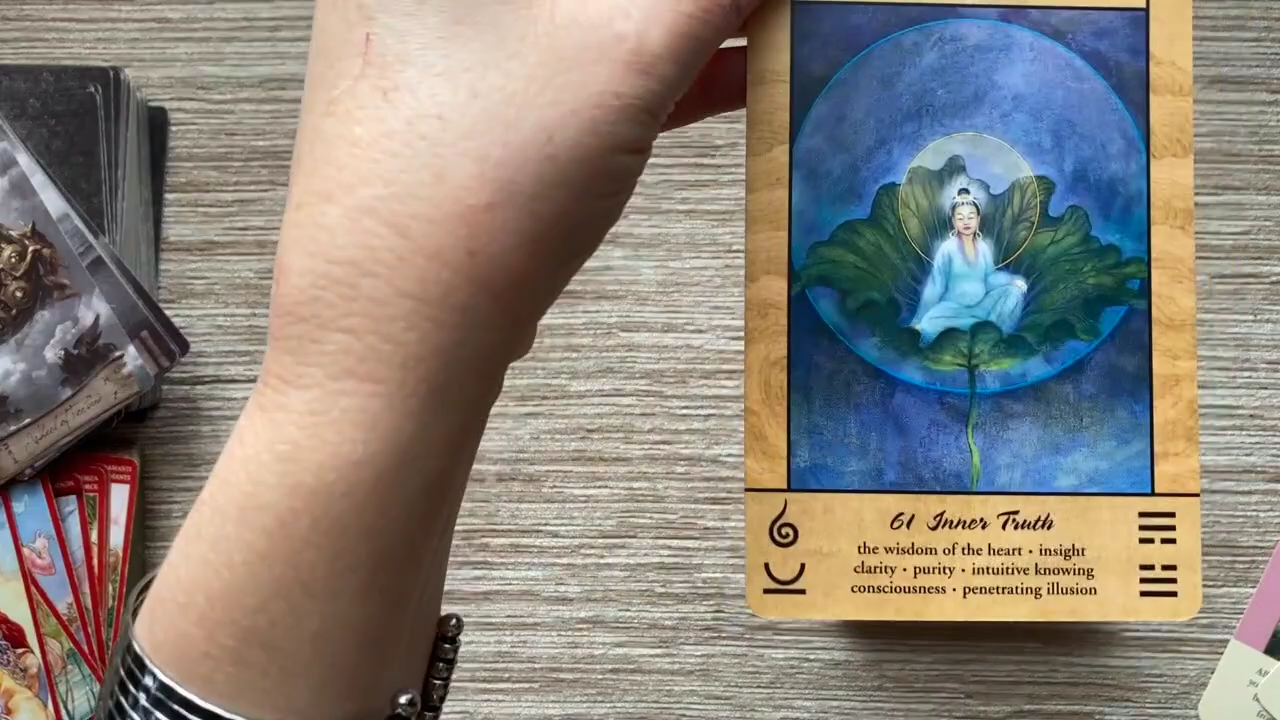 61 Inner Truth
the wisdom of the heart • insight
clarity • purity • intuitive knowing
consciousness • penetrating illusion